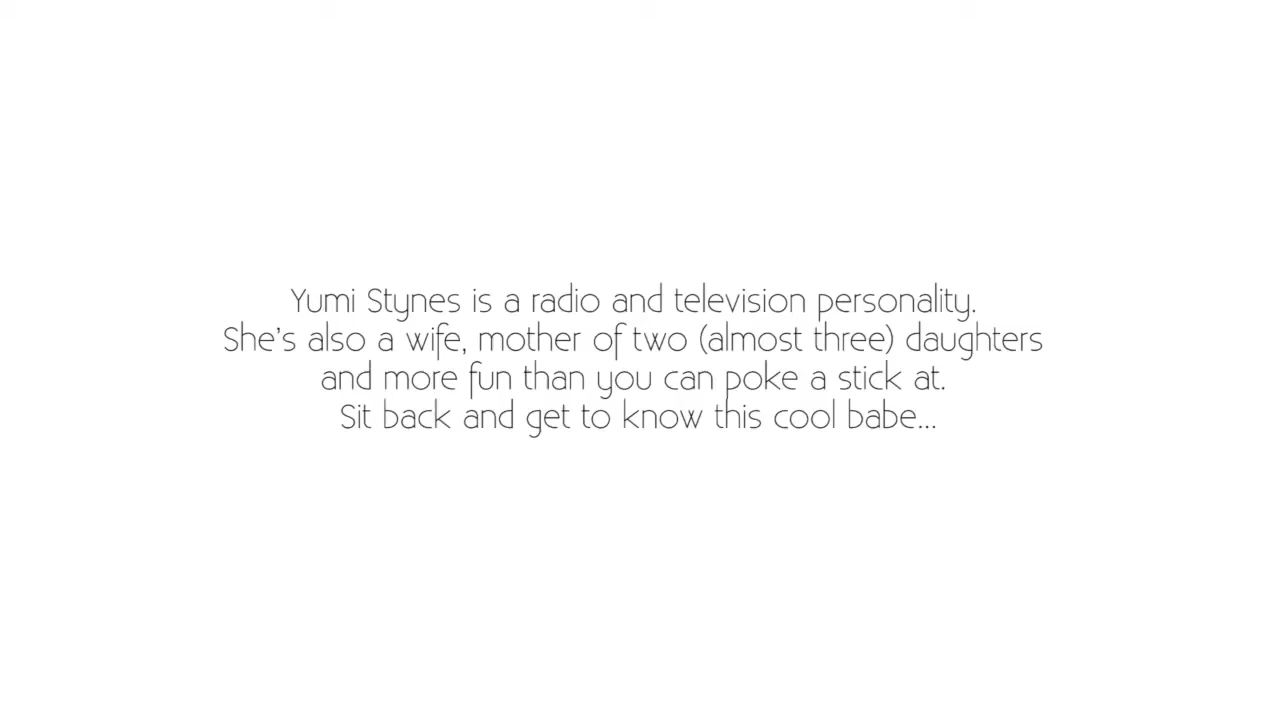 Yumi Stynes is a radio and television personality.
She's also a wife, mother of two (almost three) daughters
and more fun than you can poke a stick at.
Sit back and get to know this cool babe...